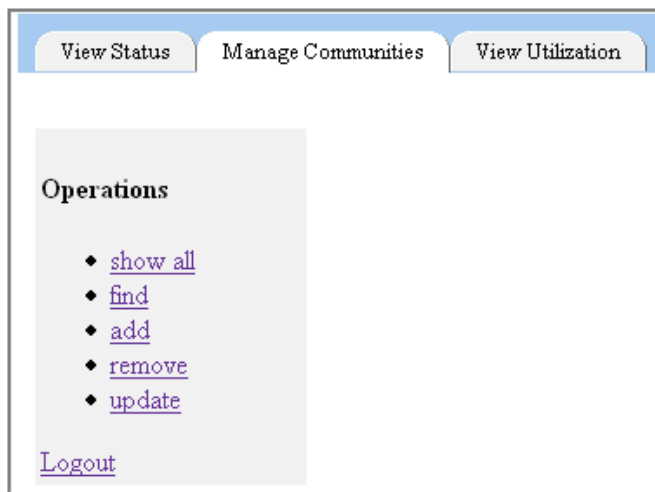 View Status Manage Communities View Utilization
Operations
show all
find
add
remove
update
Logout